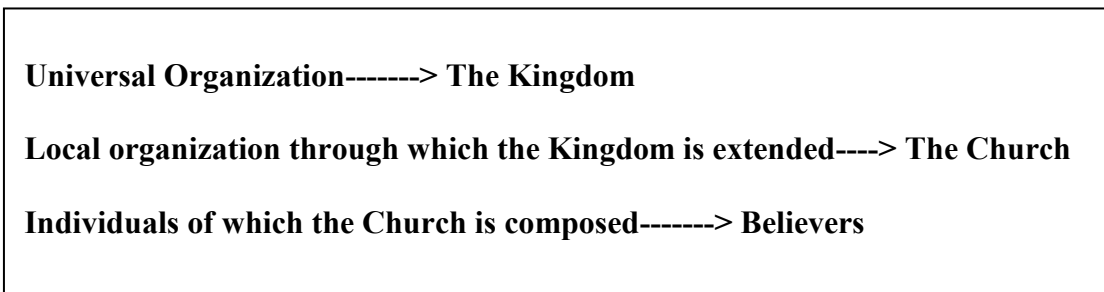 Universal Organization-------> The Kingdom
Local organization through which the Kingdom is extended----> The Church
Individuals of which the Church is composed-------> Believers